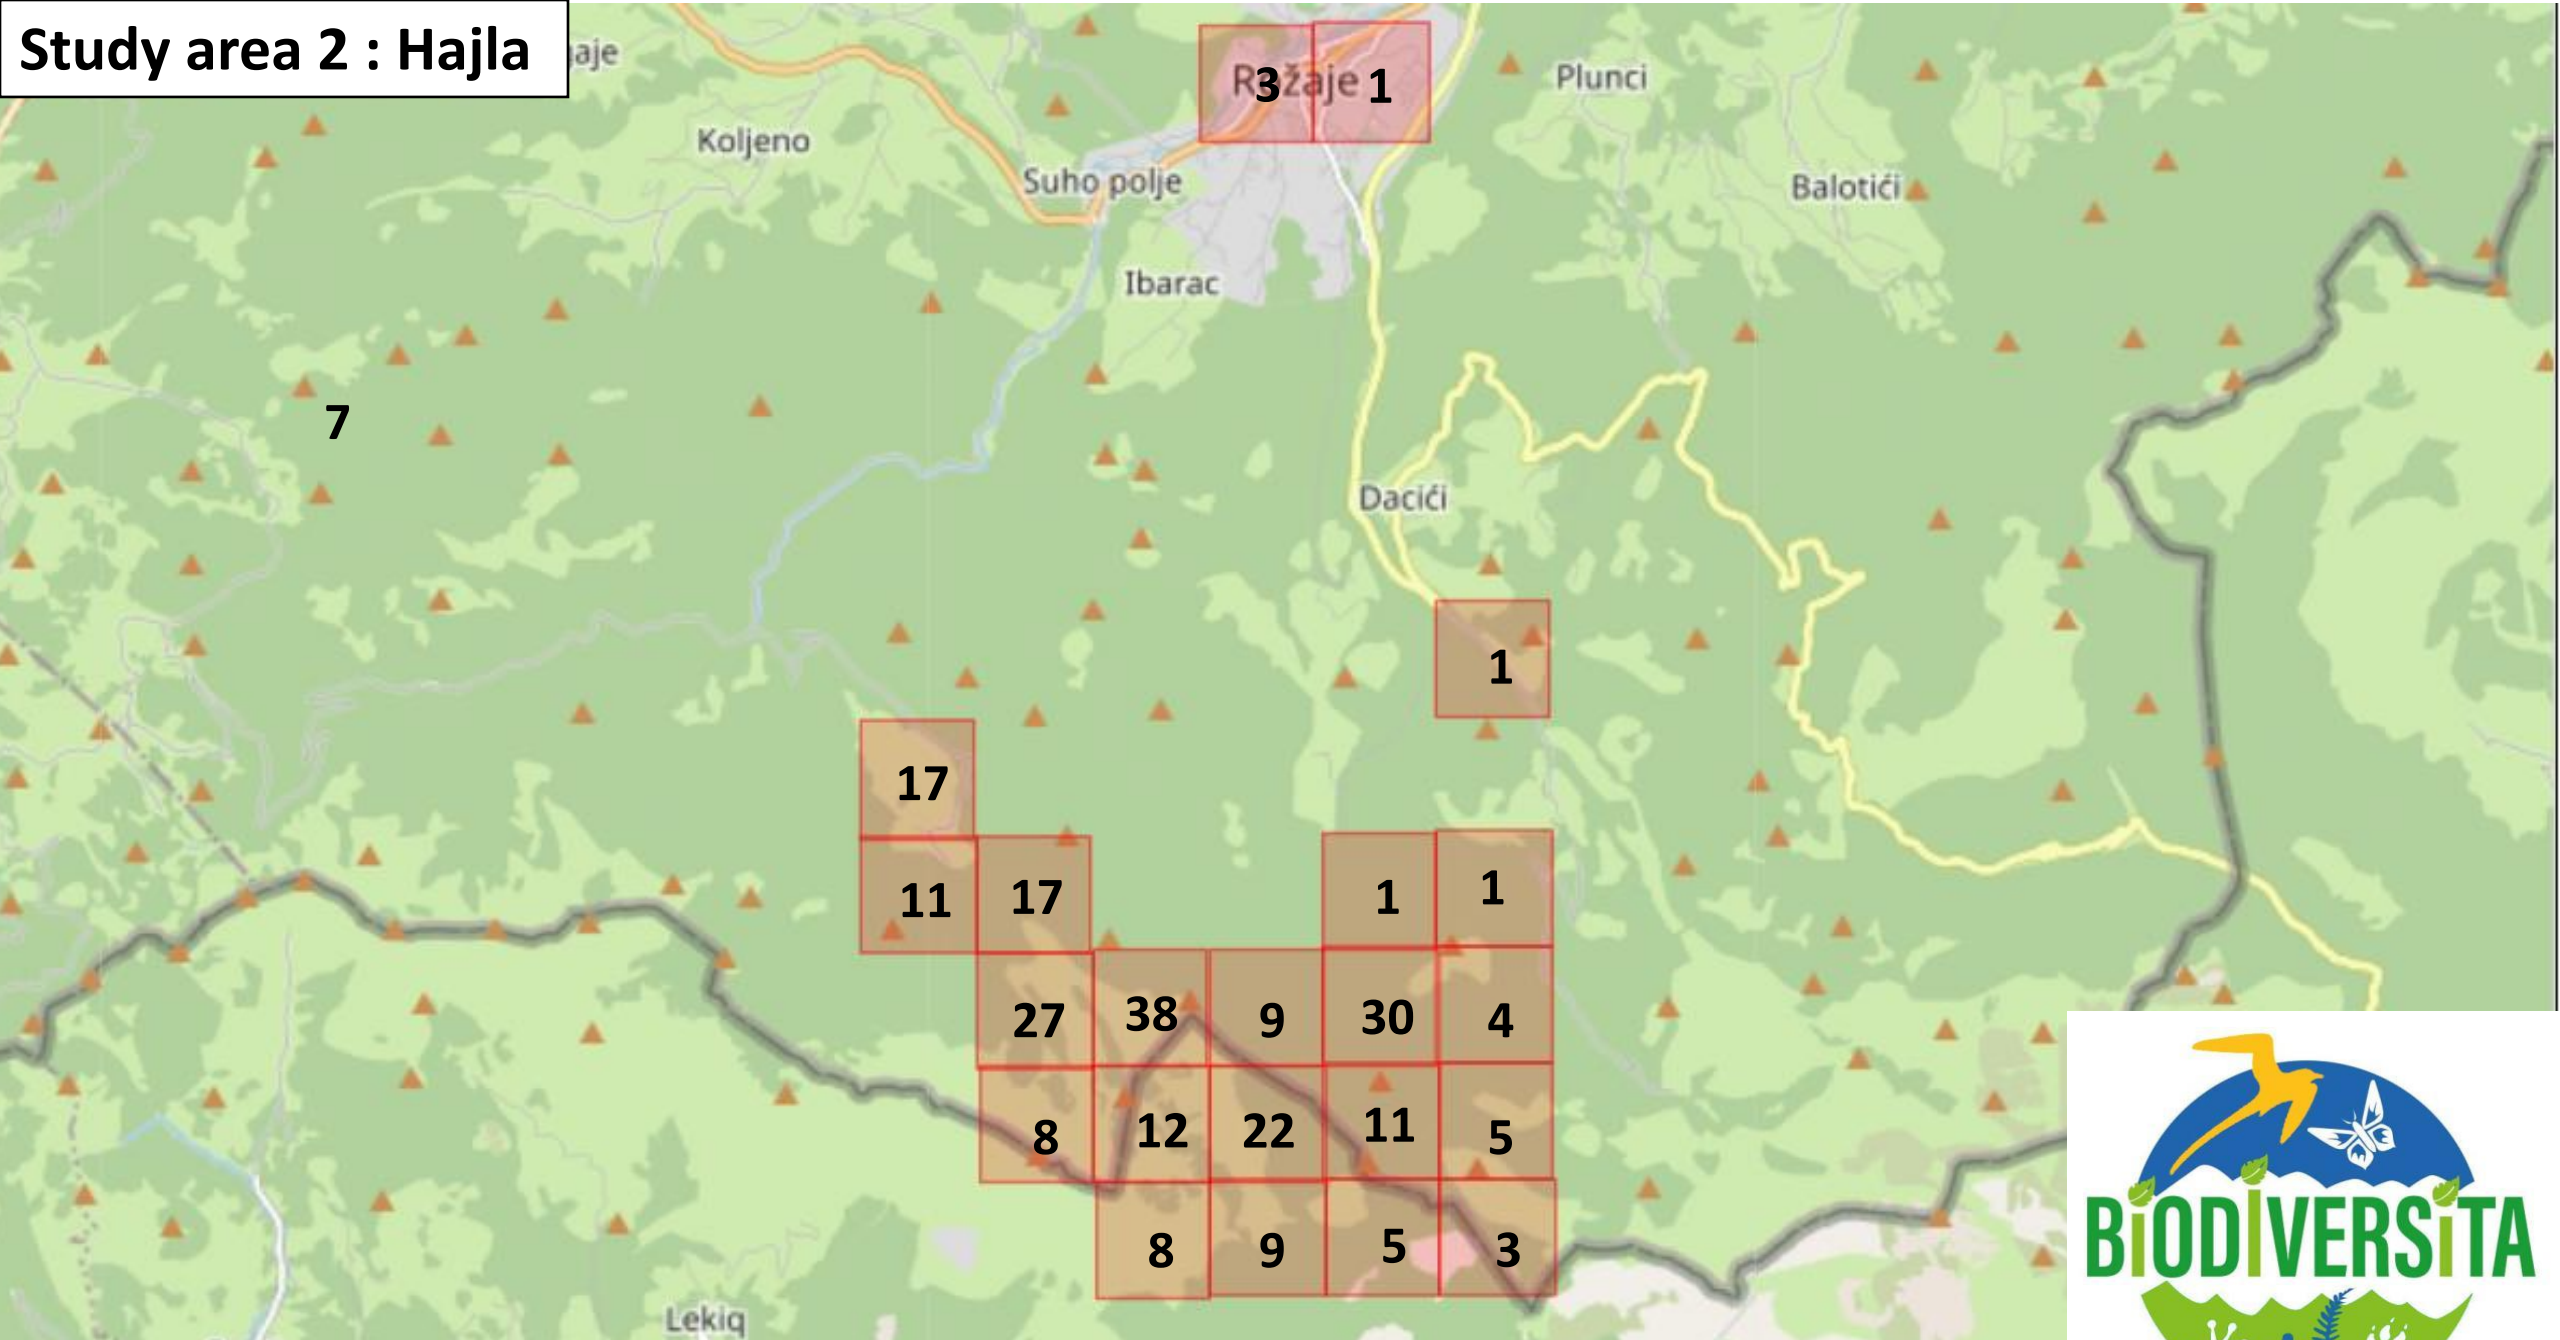 Study area 2 : Hajla
aje
Rožaje
3
1
Plunci
Koljeno
Suho polje
Balotići
Ibarac
7
Dacići
1
17
11
17
1
1
27
38
9
30
4
8
12
22
11
5
8
9
5
3
BiODiVERSiTA
Lekiq